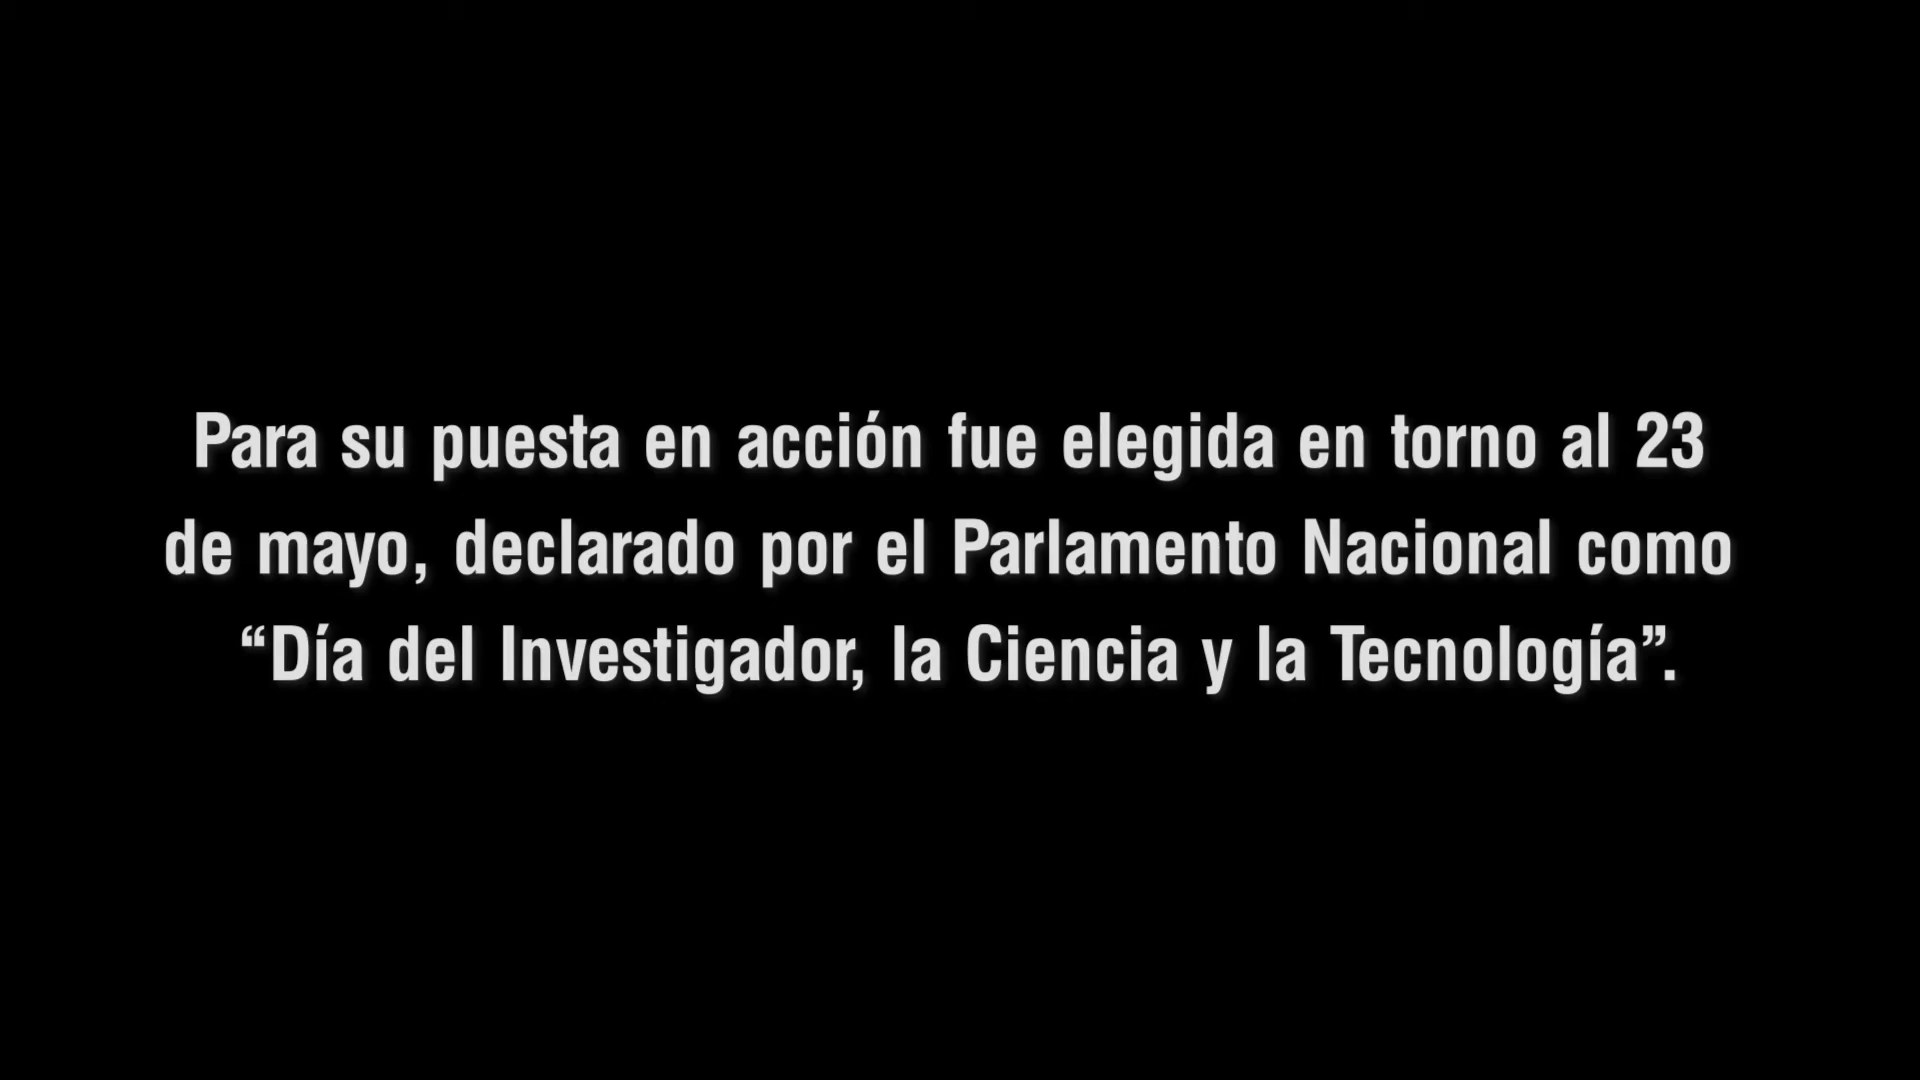 Para su puesta en acción fue elegida en torno al 23
de mayo, declarado por el Parlamento Nacional como
“Día del Investigador, la Ciencia y la Tecnología”.